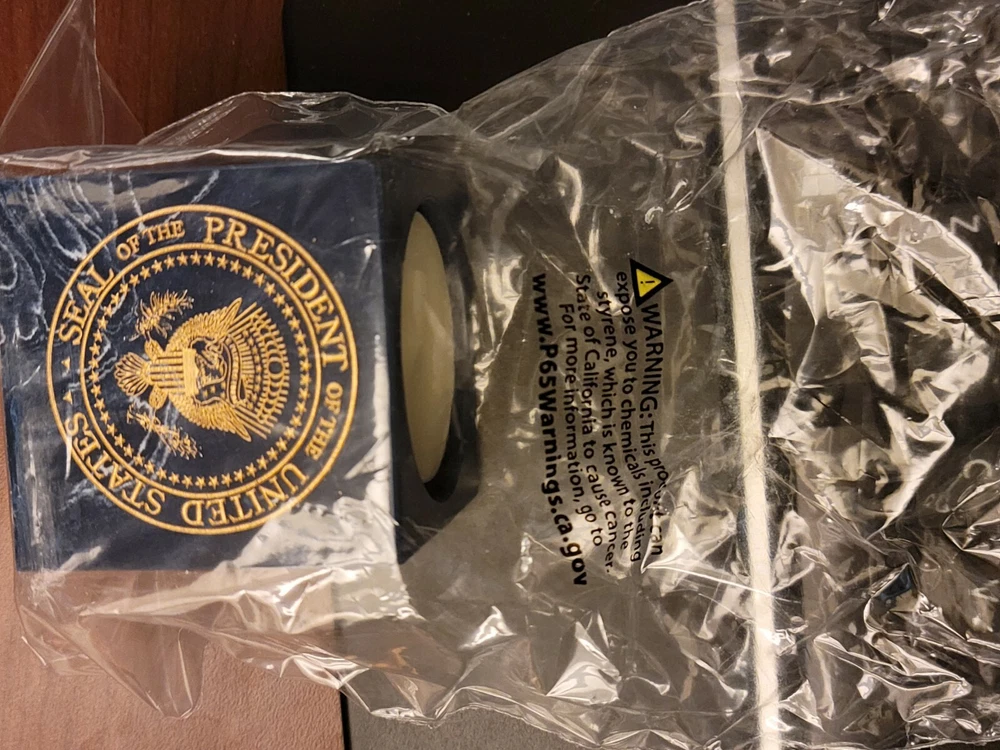 SEAL OF THE PRESIDENT OF THE UNITED STATES
WARNING: This product can
expose you to chemicals including
styrene, which is known to the
State of California to cause cancer.
For more information, go to
www.P65Warnings.ca.gov